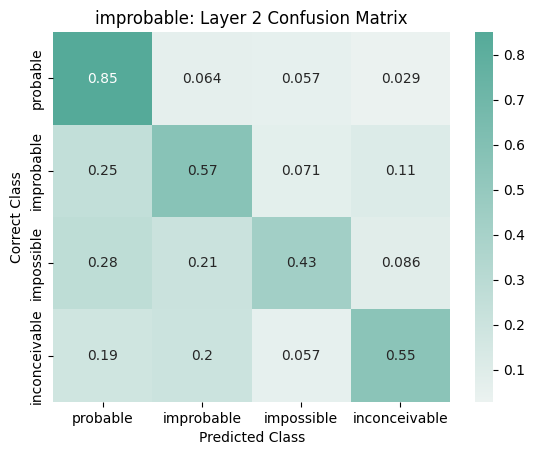 improbable: Layer 2 Confusion Matrix
Correct Class
probable
0.85 0.064 0.057 0.029
improbable
0.25 0.57 0.071 0.11
impossible
0.28 0.21 0.43 0.086
inconceivable
0.19 0.2 0.057 0.55
probable improbable impossible inconceivable
Predicted Class
0.8
0.7
0.6
0.5
0.4
0.3
0.2
0.1